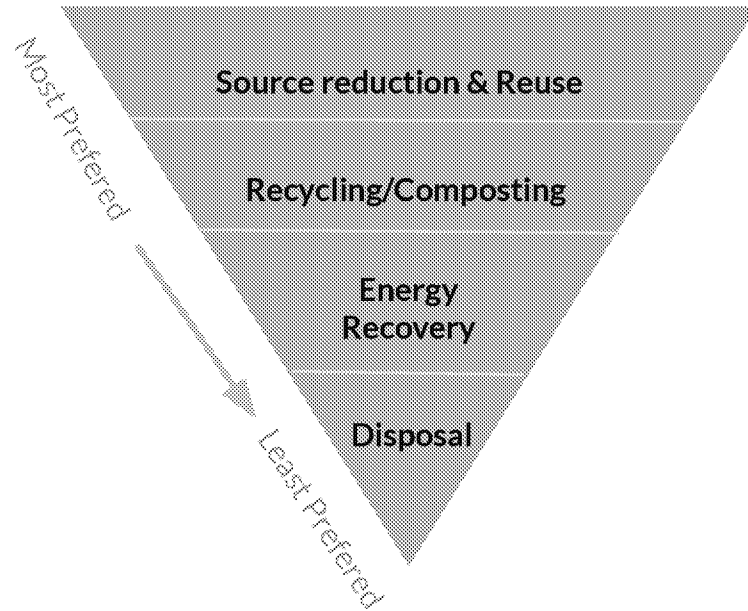 Most Prefered
Source reduction & Reuse
Recycling/Composting
Energy
Recovery
Disposal
Least Prefered